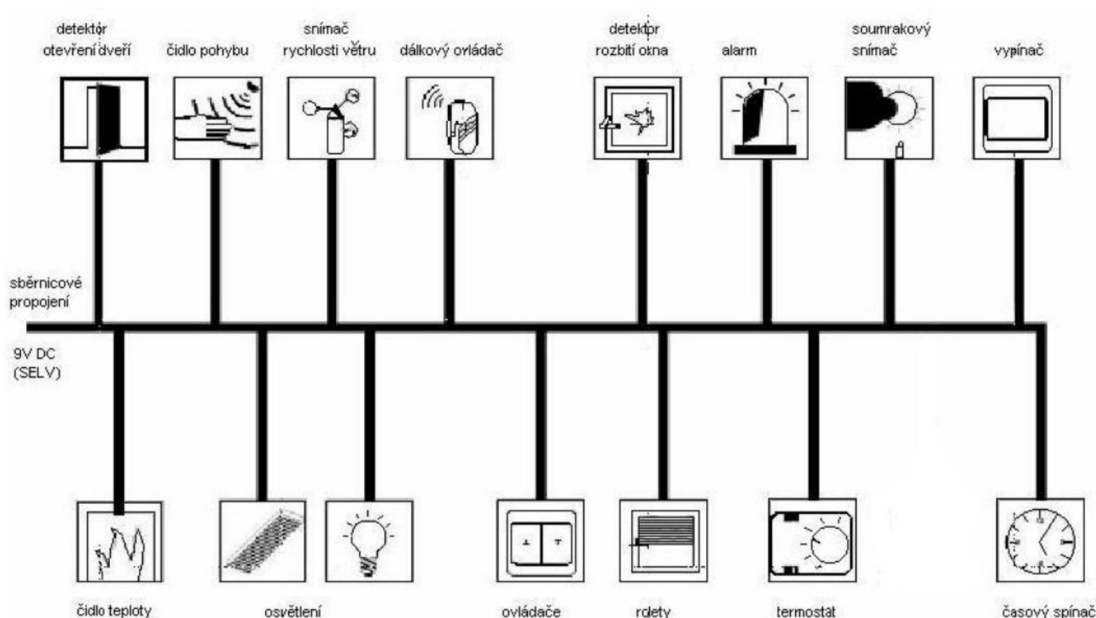 detektor
otevření dveří
čidlo pohybu
snímač
rychlosti větru
dálkový ovládač
detektor
rozbití okna
alarm
soumrakový
snímač
vypínač
sběrnicové
propojení
9V DC
(SELV)
čidlo teploty
osvětlení
ovládače
rolety
termostát
časový spínač